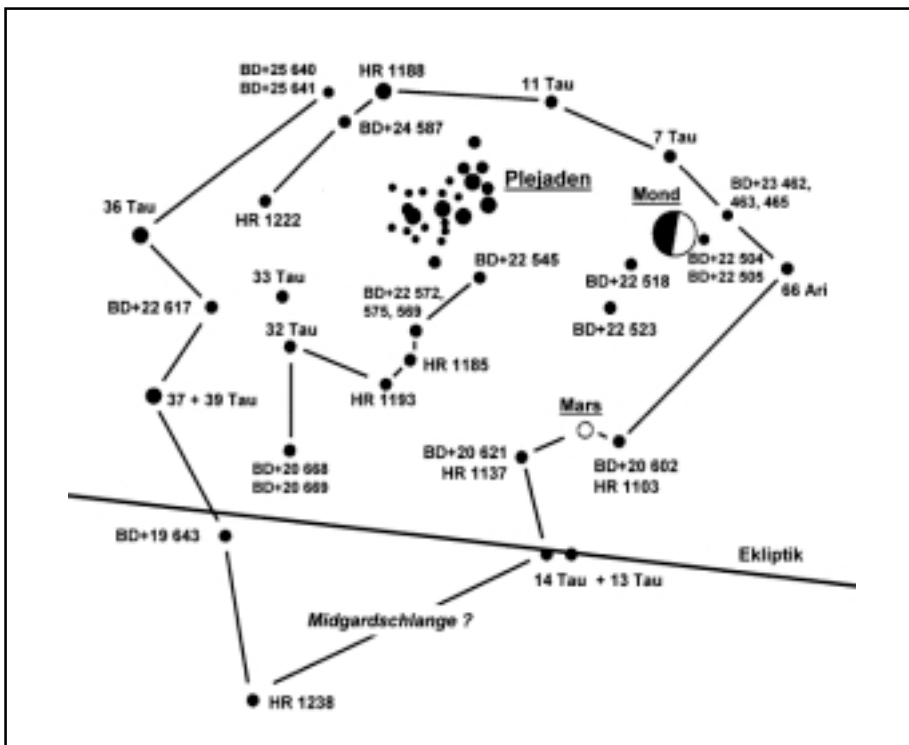 BD+25 640
BD+25 641
HR 1188
11 Tau
BD+24 587
7 Tau
Plejaden
BD+23 462,
463, 465
Mond
36 Tau
HR 1222
BD+22 504
BD+22 505
BD+22 545
BD+22 518
66 Ari
33 Tau
BD+22 617
BD+22 572,
575, 569
BD+22 523
32 Tau
HR 1185
HR 1193
37 + 39 Tau
Mars
BD+20 621
HR 1137
BD+20 602
HR 1103
BD+20 668
BD+20 669
BD+19 643
Ekliptik
14 Tau + 13 Tau
Midgardschlange ?
HR 1238